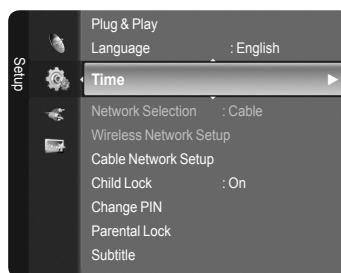 Setup
Plug & Play
Language : English
Time
Network Selection : Cable
Wireless Network Setup
Cable Network Setup
Child Lock : On
Change PIN
Parental Lock
Subtitle